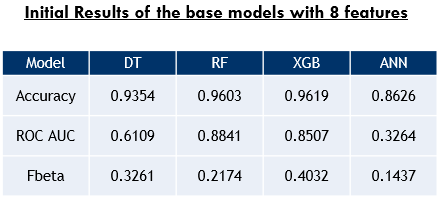 Initial Results of the base models with 8 features
Model DT RF XGB ANN
Accuracy 0.9354 0.9603 0.9619 0.8626
ROC AUC 0.6109 0.8841 0.8507 0.3264
Fbeta 0.3261 0.2174 0.4032 0.1437